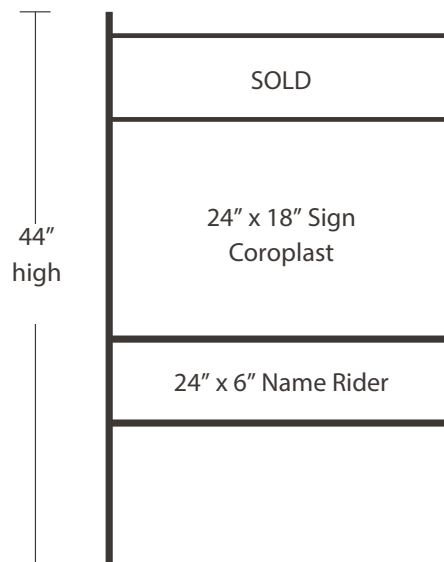 SOLD
44”
high
24” x 18” Sign
Coroplast
24” x 6” Name Rider